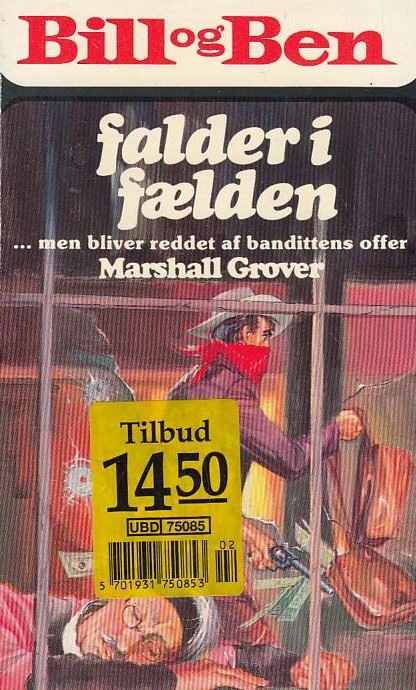 Bill og Ben
falder i
fælden
... men bliver reddet af bandittens offer
Marshall Grover
Tilbud
14 50
UBD 75085
02
5 701931 750853